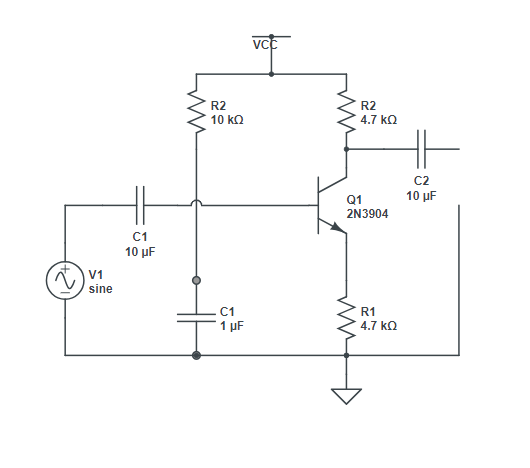 VCC
R2
10 kΩ
R2
4.7 kΩ
C2
10 µF
Q1
2N3904
C1
10 µF
V1
sine
C1
1 µF
R1
4.7 kΩ